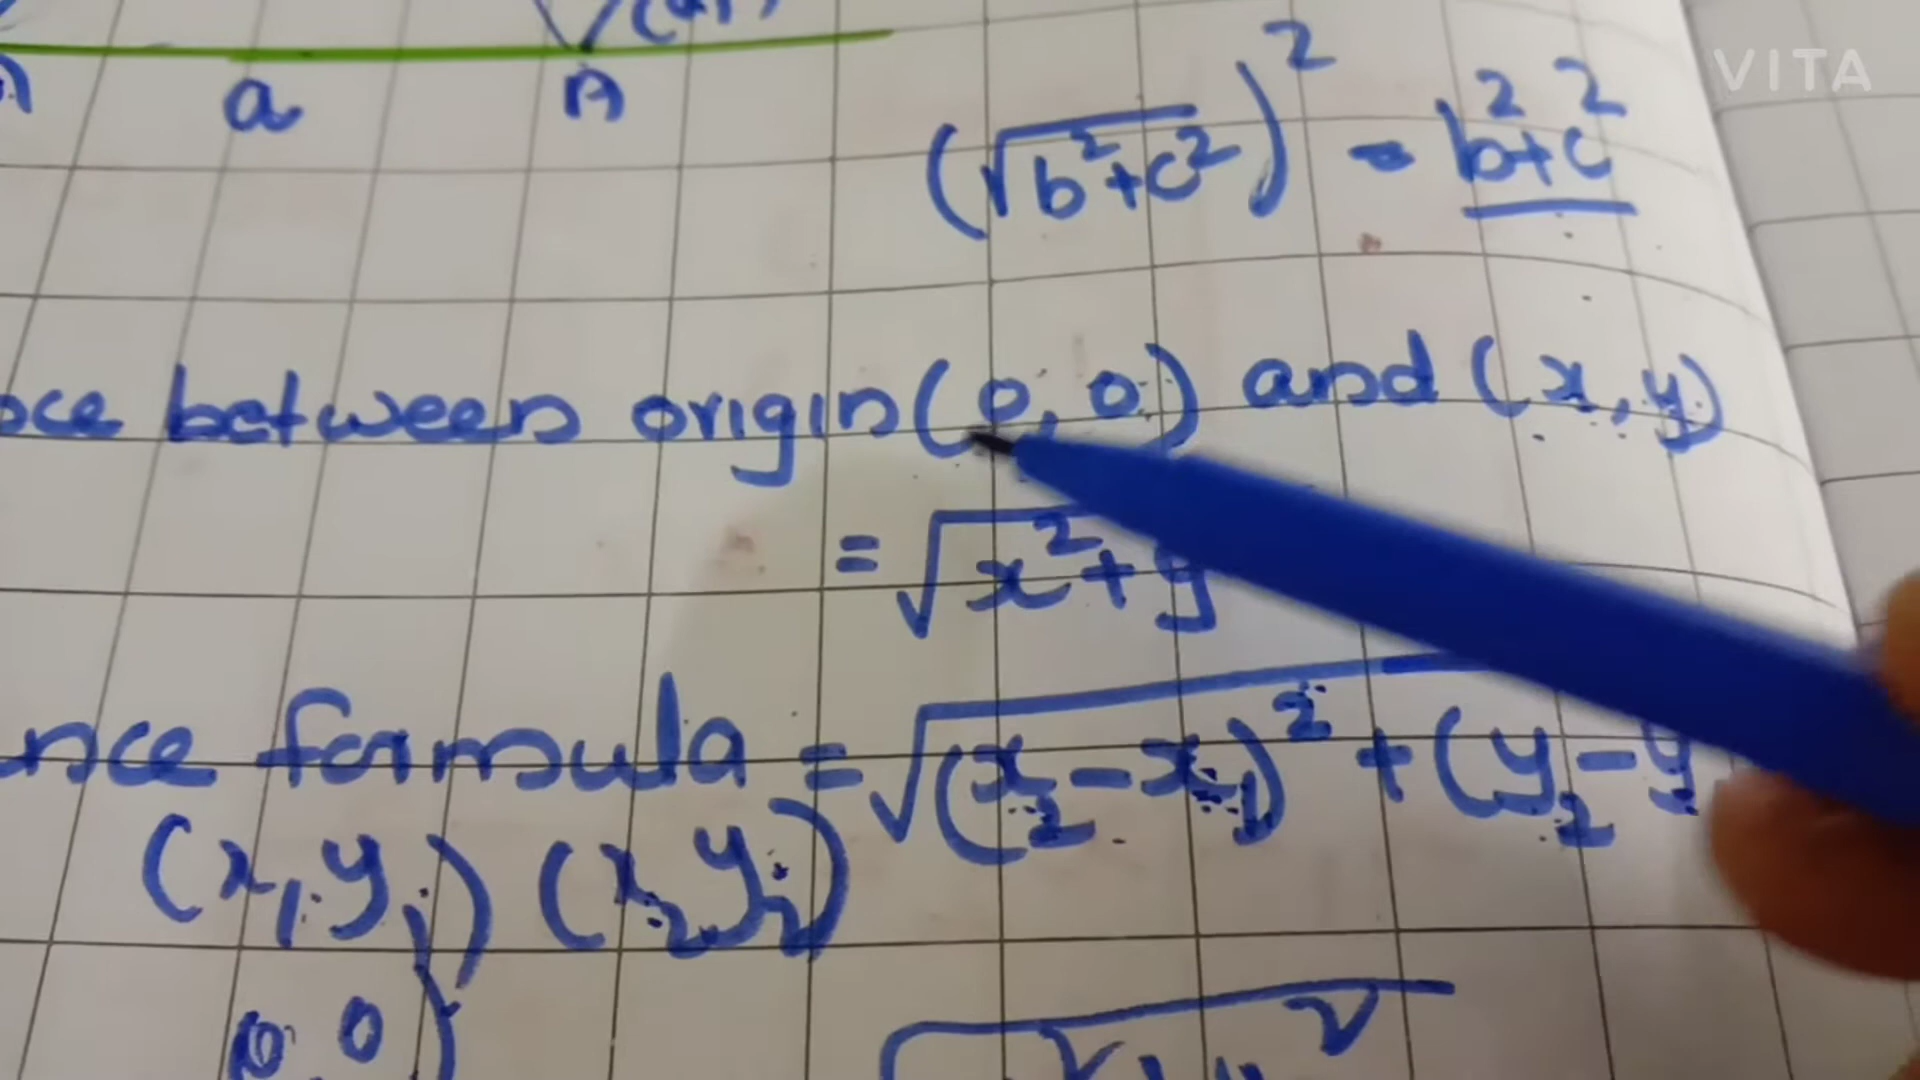 VITA
a A
(√b²+c²)² = b²+c²
between origin (0, 0) and (x, y)
= √x²+y
formula = √(x₂-x₁)² + (y₂-y
(x₁, y₁) (x₂ y₂)
0, 0)